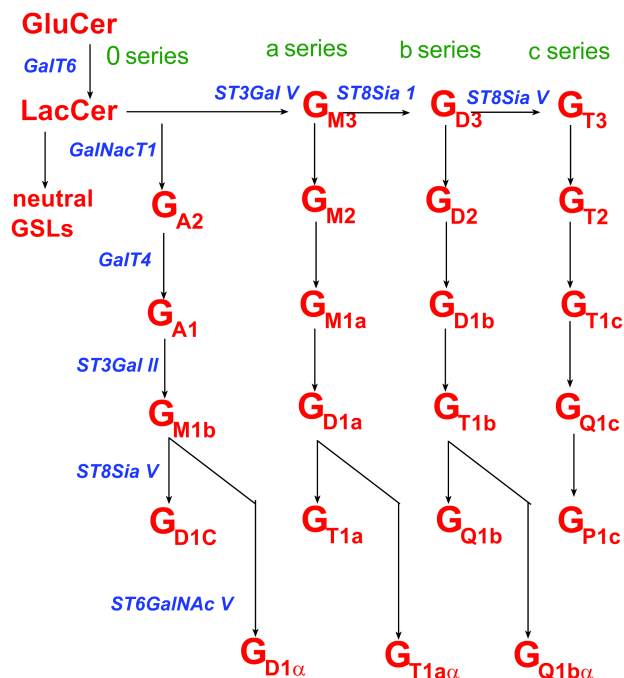 GluCer
GalT6
0 series
a series
b series
c series
LacCer
ST3Gal V
GM3
ST8Sia 1
GD3
ST8Sia V
GT3
GalNacT1
neutral
GSLs
GA2
GM2
GD2
GT2
GalT4
GA1
GM1a
GD1b
GT1c
ST3Gal II
GM1b
GD1a
GT1b
GQ1c
ST8Sia V
GD1C
GT1a
GQ1b
GP1c
ST6GalNAc V
GD1α
GT1aα
GQ1bα